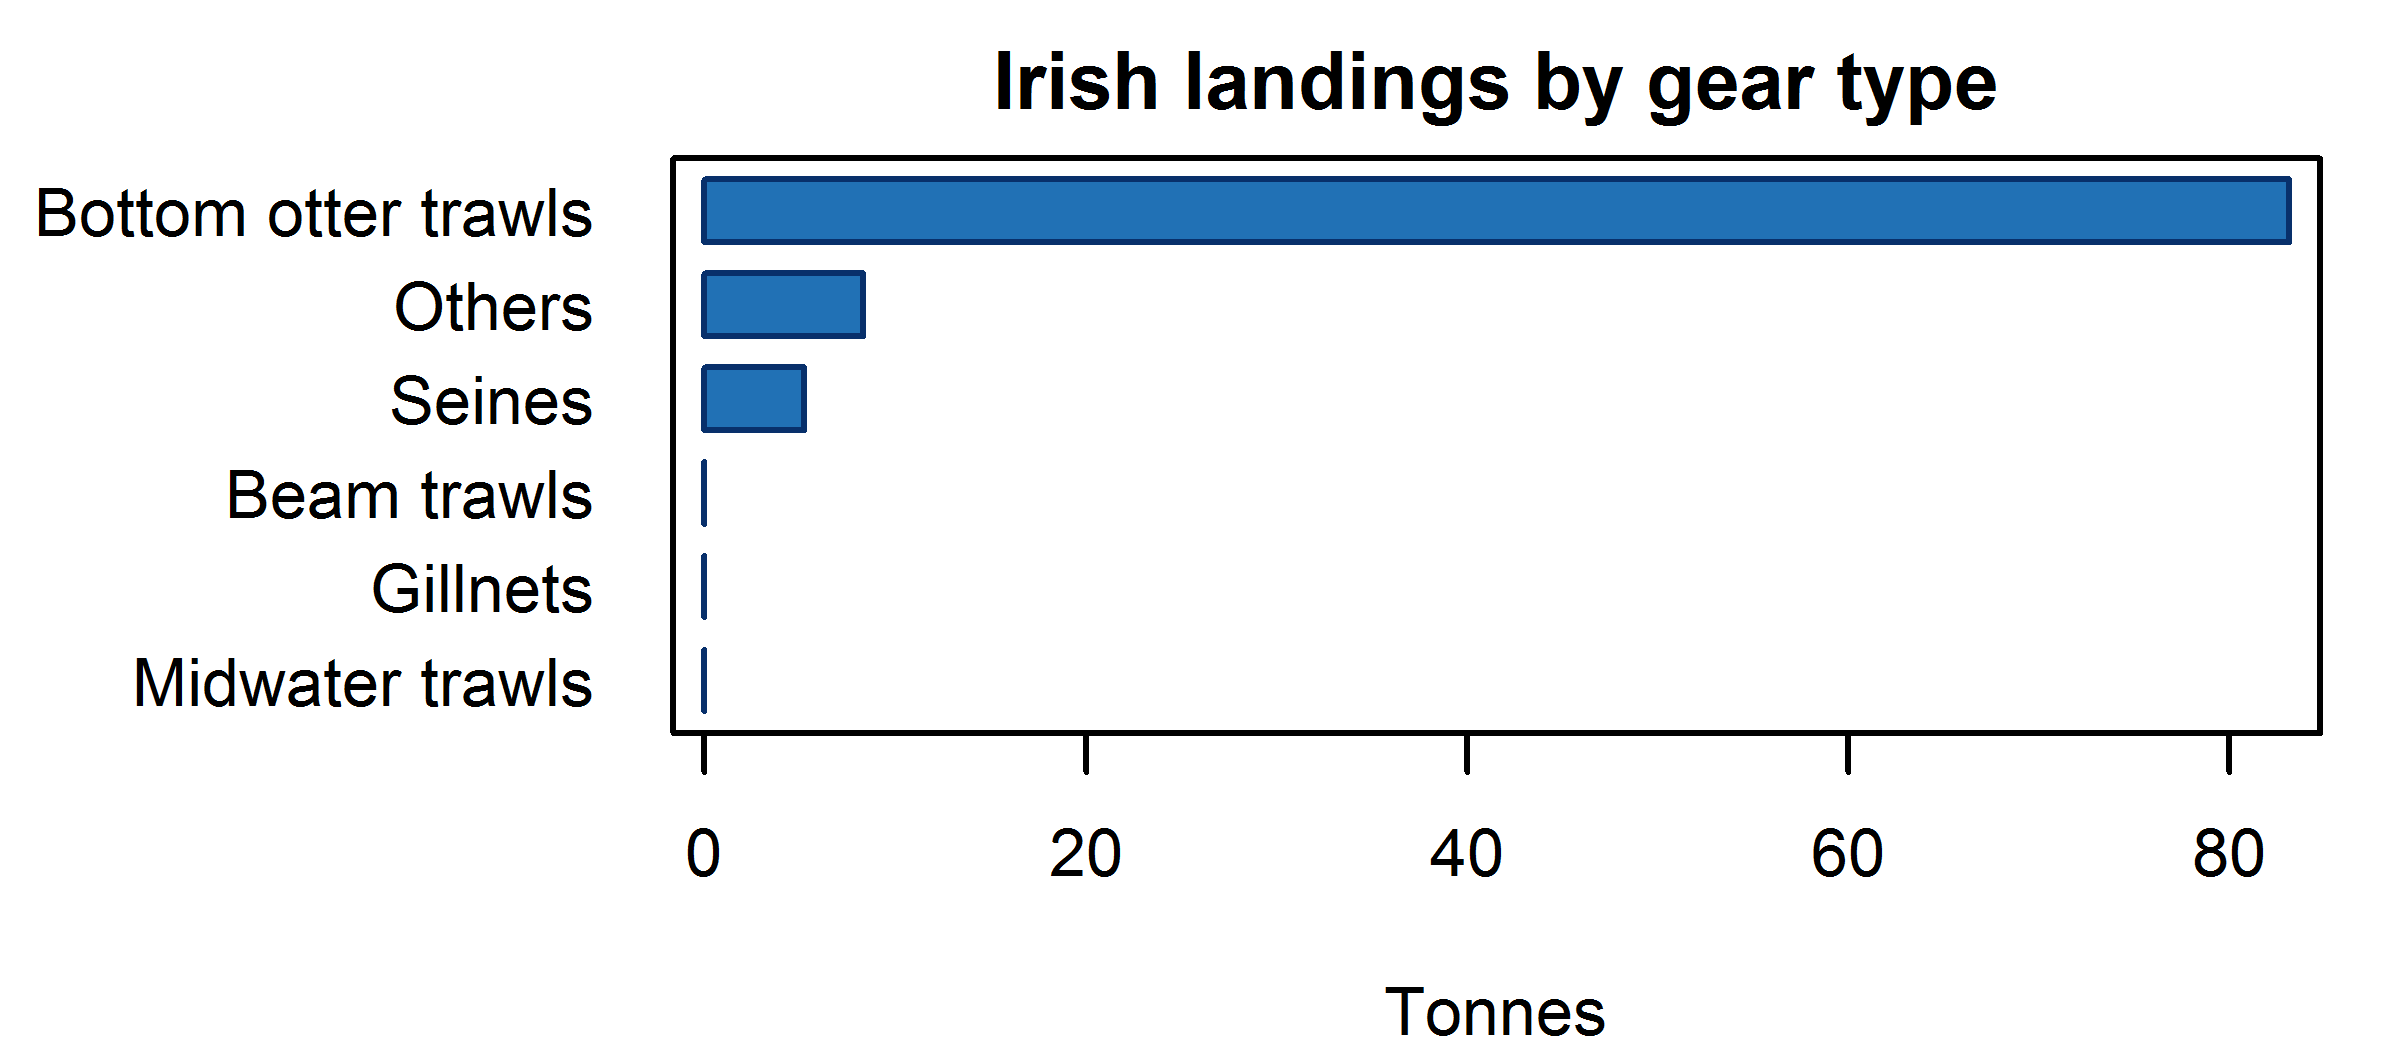 Irish landings by gear type
Bottom otter trawls
Others
Seines
Beam trawls
Gillnets
Midwater trawls
0 20 40 60 80
Tonnes